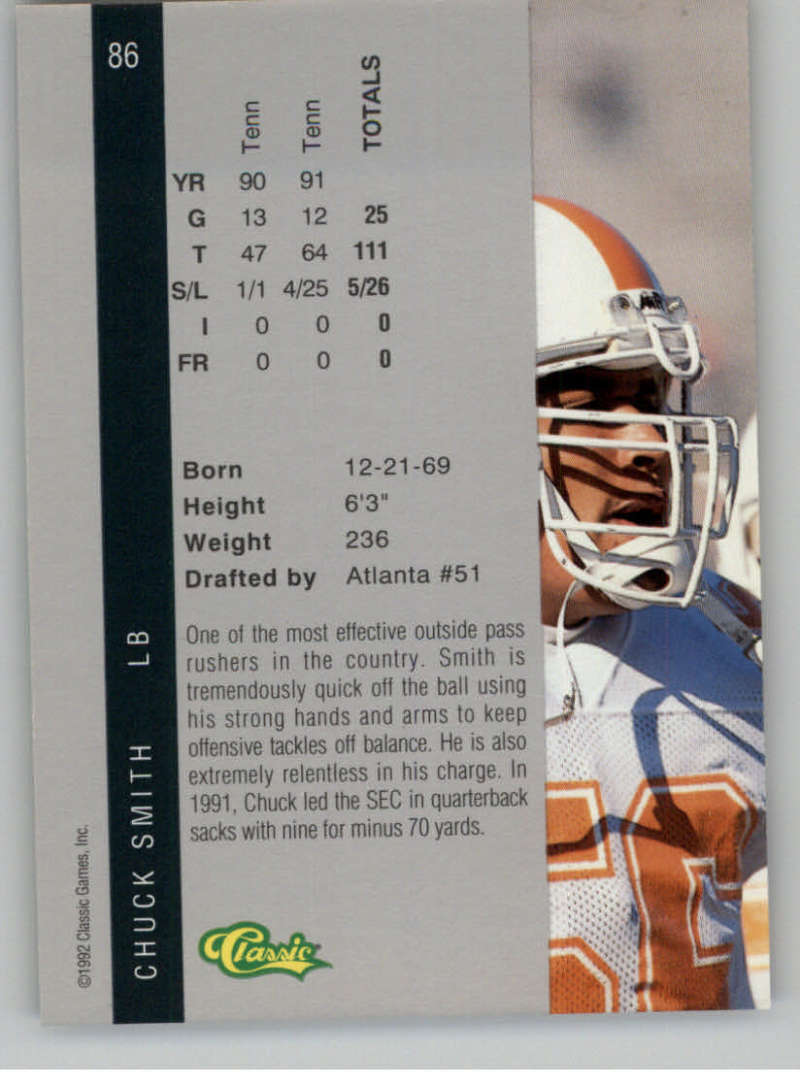 86
Tenn Tenn TOTALS
YR 90 91
G 13 12 25
T 47 64 111
S/L 1/1 4/25 5/26
I 0 0 0
FR 0 0 0
Born 12-21-69
Height 6'3"
Weight 236
Drafted by Atlanta #51
One of the most effective outside pass
rushers in the country. Smith is
tremendously quick off the ball using
his strong hands and arms to keep
offensive tackles off balance. He is also
extremely relentless in his charge. In
1991, Chuck led the SEC in quarterback
sacks with nine for minus 70 yards.
CHUCK SMITH LB
©1992 Classic Games, Inc.
Classic